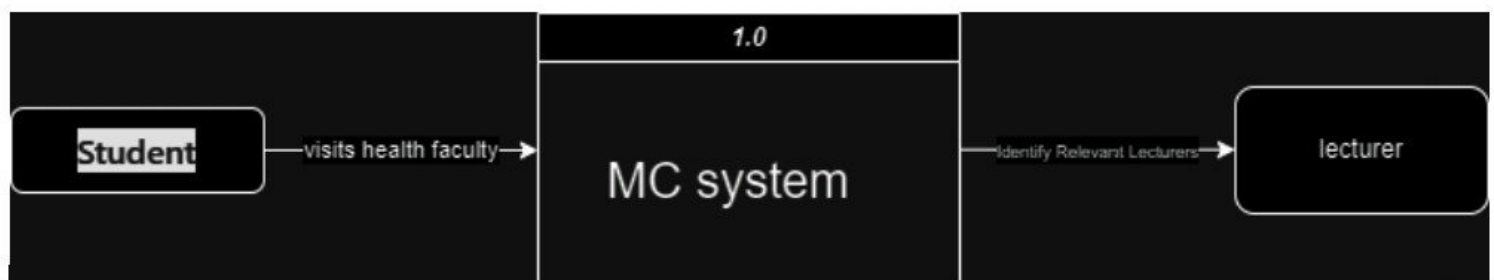 1.0
Student
visits health faculty
MC system
Identify Relevant Lecturers
lecturer